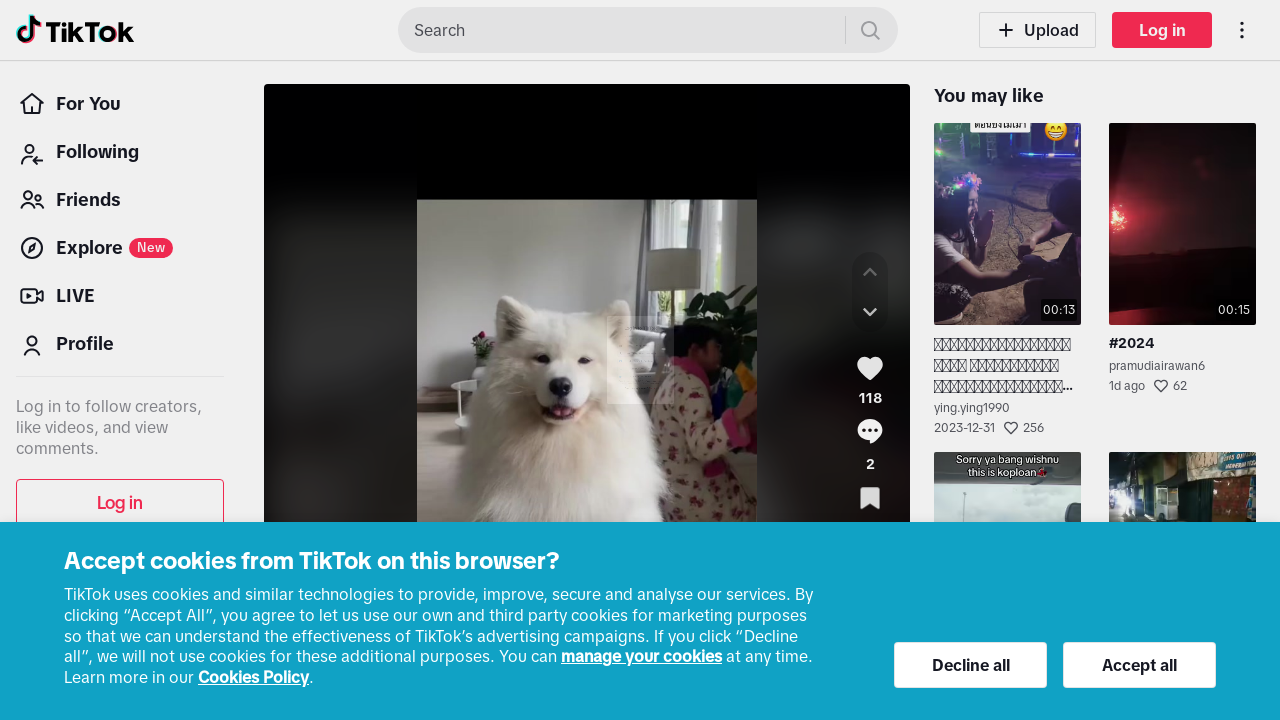 TikTok
Search
Upload
Log in
For You
Following
Friends
Explore
New
LIVE
Profile
Log in to follow creators,
like videos, and view
comments.
Log in
118
2
You may like
00:13
ying.ying1990
2023-12-31
256
00:15
#2024
pramudiairawan6
1d ago
62
Sorry ya bang wishnu
this is koploan
Accept cookies from TikTok on this browser?
TikTok uses cookies and similar technologies to provide, improve, secure and analyse our services. By
clicking “Accept All”, you agree to let us use our own and third party cookies for marketing purposes
so that we can understand the effectiveness of TikTok’s advertising campaigns. If you click “Decline
all”, we will not use cookies for these additional purposes. You can manage your cookies at any time.
Learn more in our Cookies Policy.
Decline all
Accept all